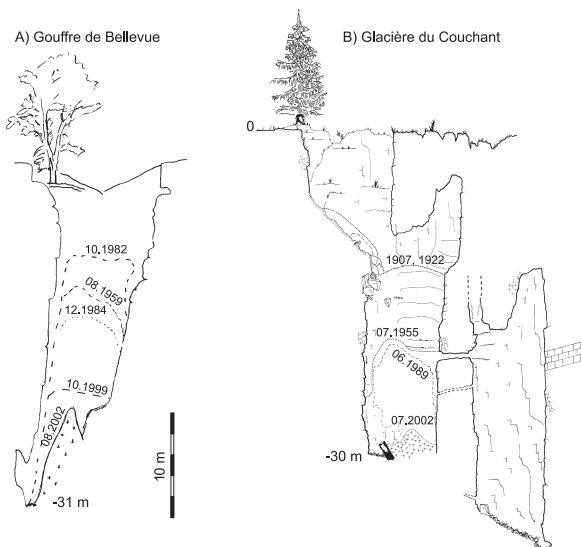 A) Gouffre de Bellevue
10.1982
08.1959
12.1984
10.1999
08.2002
-31 m
10 m
B) Glacière du Couchant
0
1907, 1922
07.1955
06.1989
07.2002
-30 m